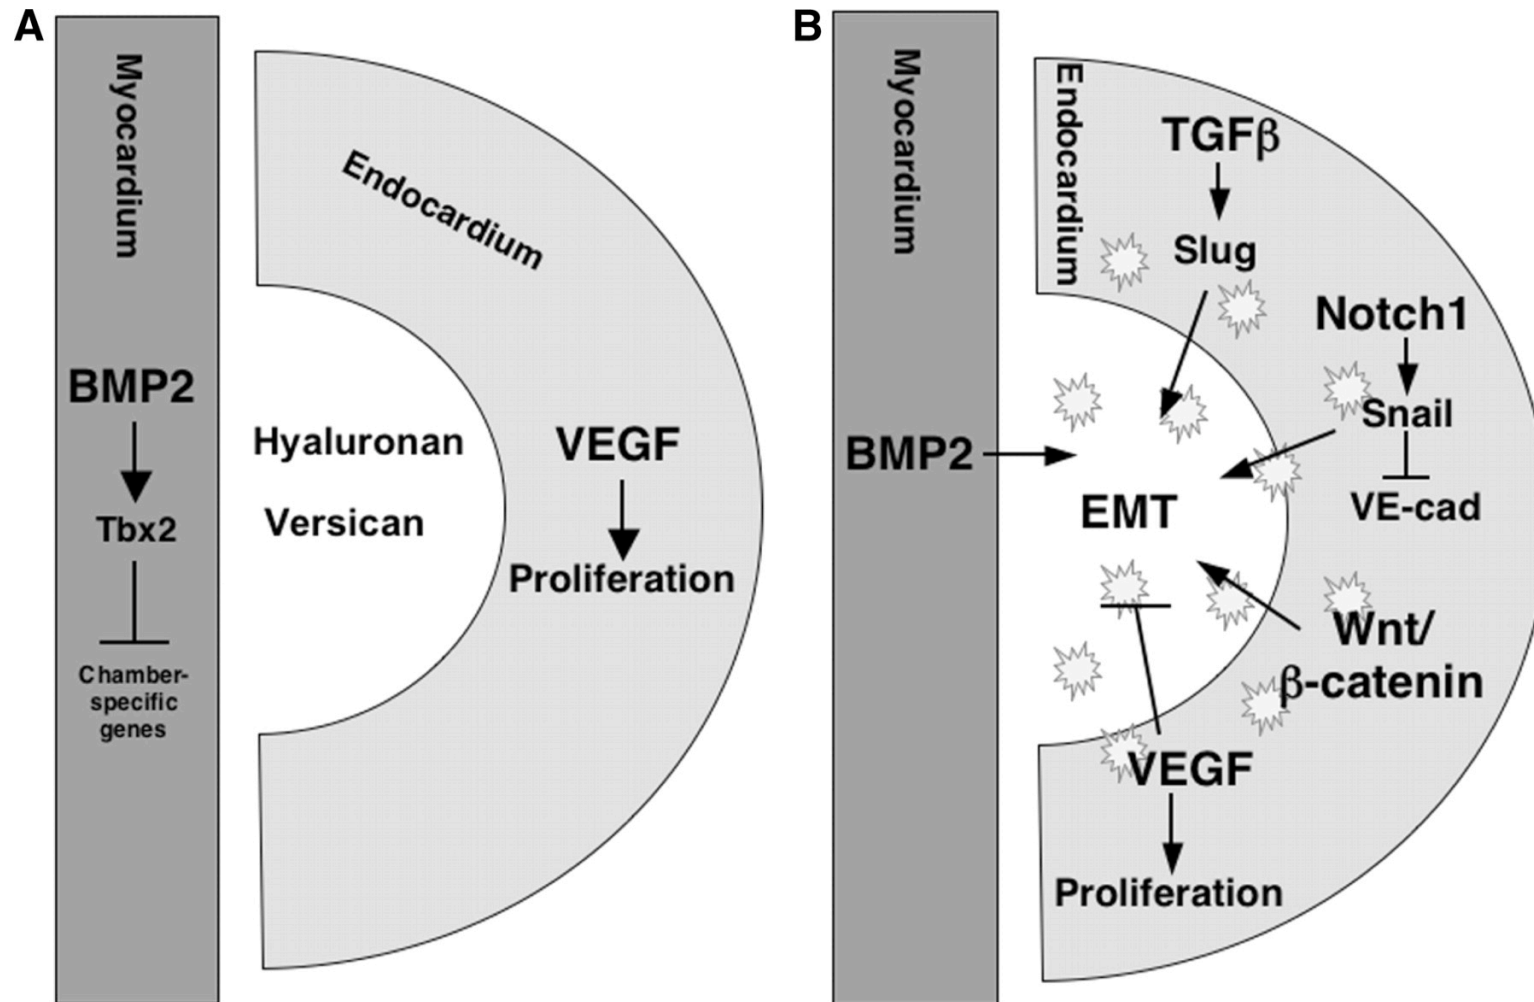 A
Myocardium
BMP2
Tbx2
Chamber-
specific
genes
Endocardium
Hyaluronan
Versican
VEGF
Proliferation
B
Myocardium
BMP2
Endocardium
TGFβ
Slug
Notch1
Snail
VE-cad
EMT
Wnt/
β-catenin
VEGF
Proliferation